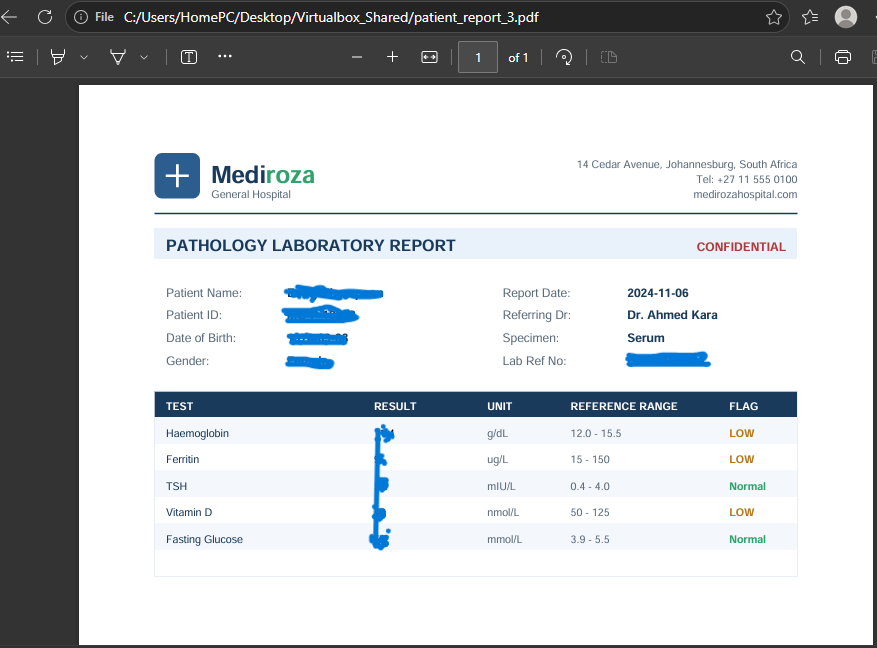 File C:/Users/HomePC/Desktop/Virtualbox_Shared/patient_report_3.pdf
1 of 1
Mediroza
General Hospital
14 Cedar Avenue, Johannesburg, South Africa
Tel: +27 11 555 0100
medirozahospital.com
PATHOLOGY LABORATORY REPORT CONFIDENTIAL
Patient Name: Report Date: 2024-11-06
Patient ID: Referring Dr: Dr. Ahmed Kara
Date of Birth: Specimen: Serum
Gender: Lab Ref No:
TEST RESULT UNIT REFERENCE RANGE FLAG
Haemoglobin g/dL 12.0 - 15.5 LOW
Ferritin ug/L 15 - 150 LOW
TSH mIU/L 0.4 - 4.0 Normal
Vitamin D nmol/L 50 - 125 LOW
Fasting Glucose mmol/L 3.9 - 5.5 Normal